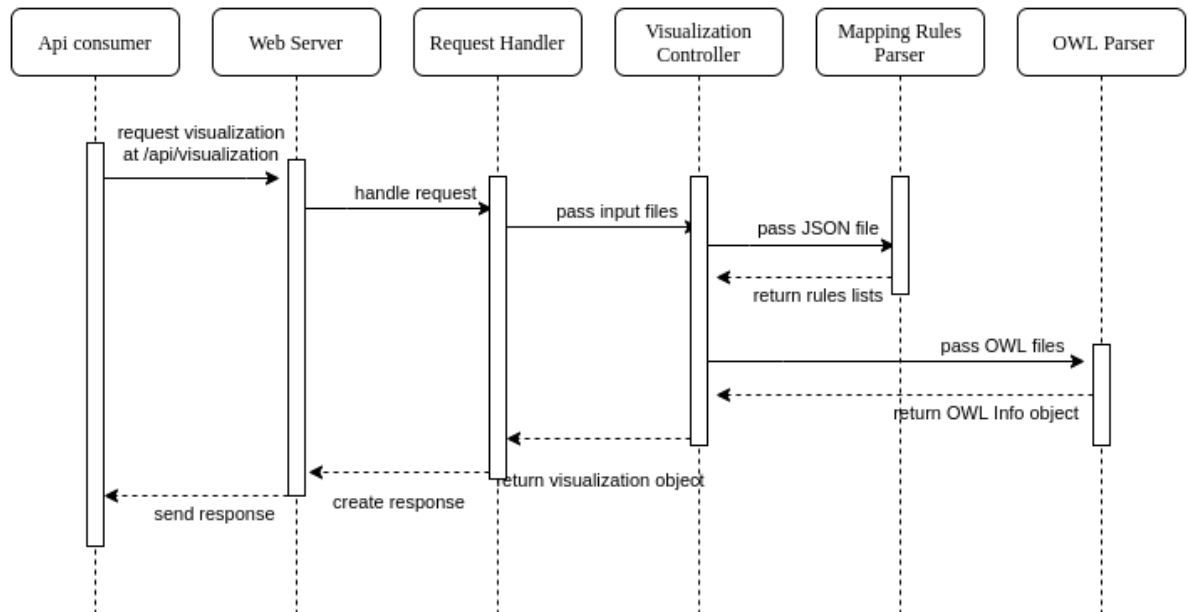 Api consumer
Web Server
Request Handler
Visualization
Controller
Mapping Rules
Parser
OWL Parser
request visualization
at /api/visualization
handle request
pass input files
pass JSON file
return rules lists
pass OWL files
return OWL Info object
return visualization object
create response
send response